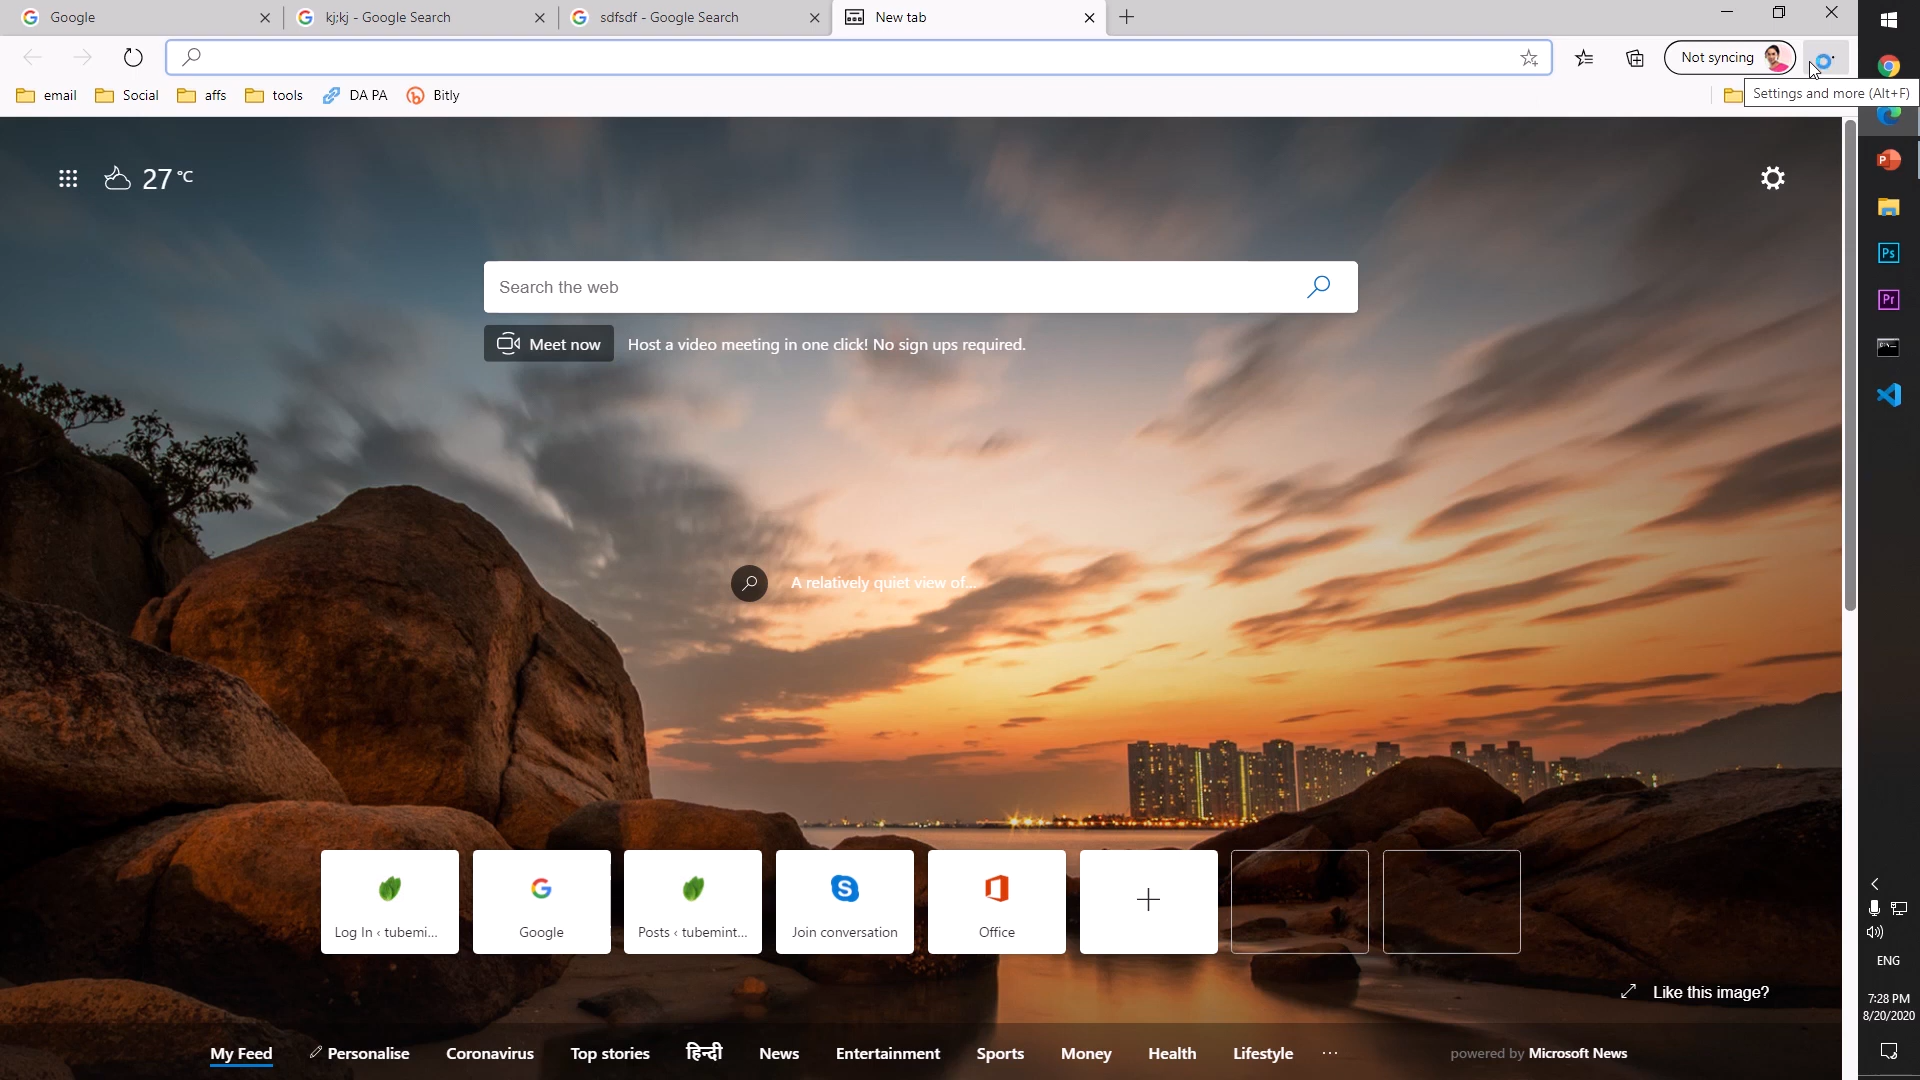 Google
kj;kj - Google Search
sdfsdf - Google Search
New tab
Not syncing
Settings and more (Alt+F)
email
Social
affs
tools
DA PA
Bitly
27 °C
Search the web
Meet now
Host a video meeting in one click! No sign ups required.
A relatively quiet view of...
Log In ‹ tubemi...
Google
Posts ‹ tubemint...
Join conversation
Office
Like this image?
My Feed
Personalise
Coronavirus
Top stories
हिन्दी
News
Entertainment
Sports
Money
Health
Lifestyle
...
powered by Microsoft News
Ps
Pr
ENG
7:28 PM
8/20/2020